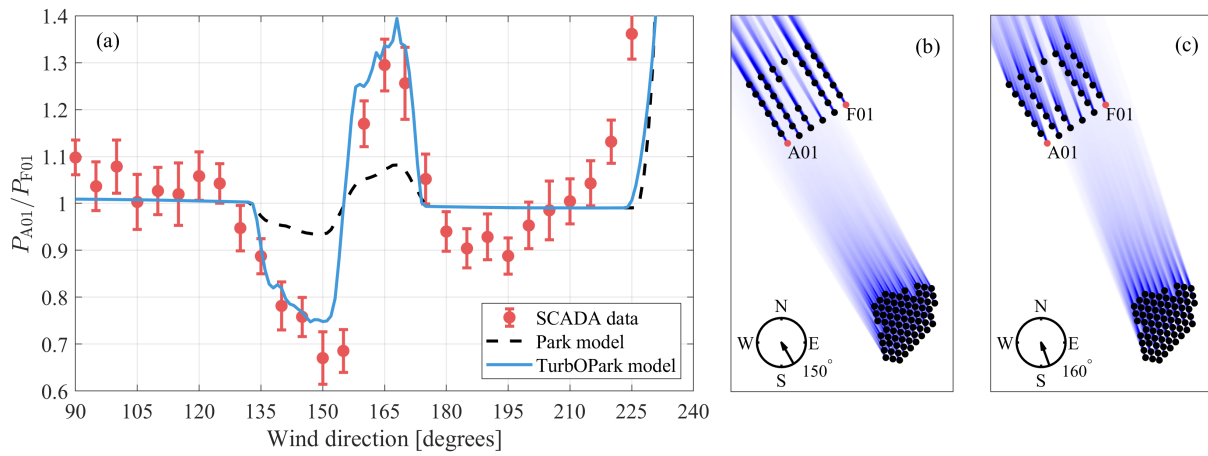 (a)
P_A01/P_F01
1.4
1.3
1.2
1.1
1
0.9
0.8
0.7
0.6
90 105 120 135 150 165 180 195 210 225 240
Wind direction [degrees]
SCADA data
Park model
TurbOPark model
(b)
F01
A01
N
W E
S
150°
(c)
F01
A01
N
W E
S
160°